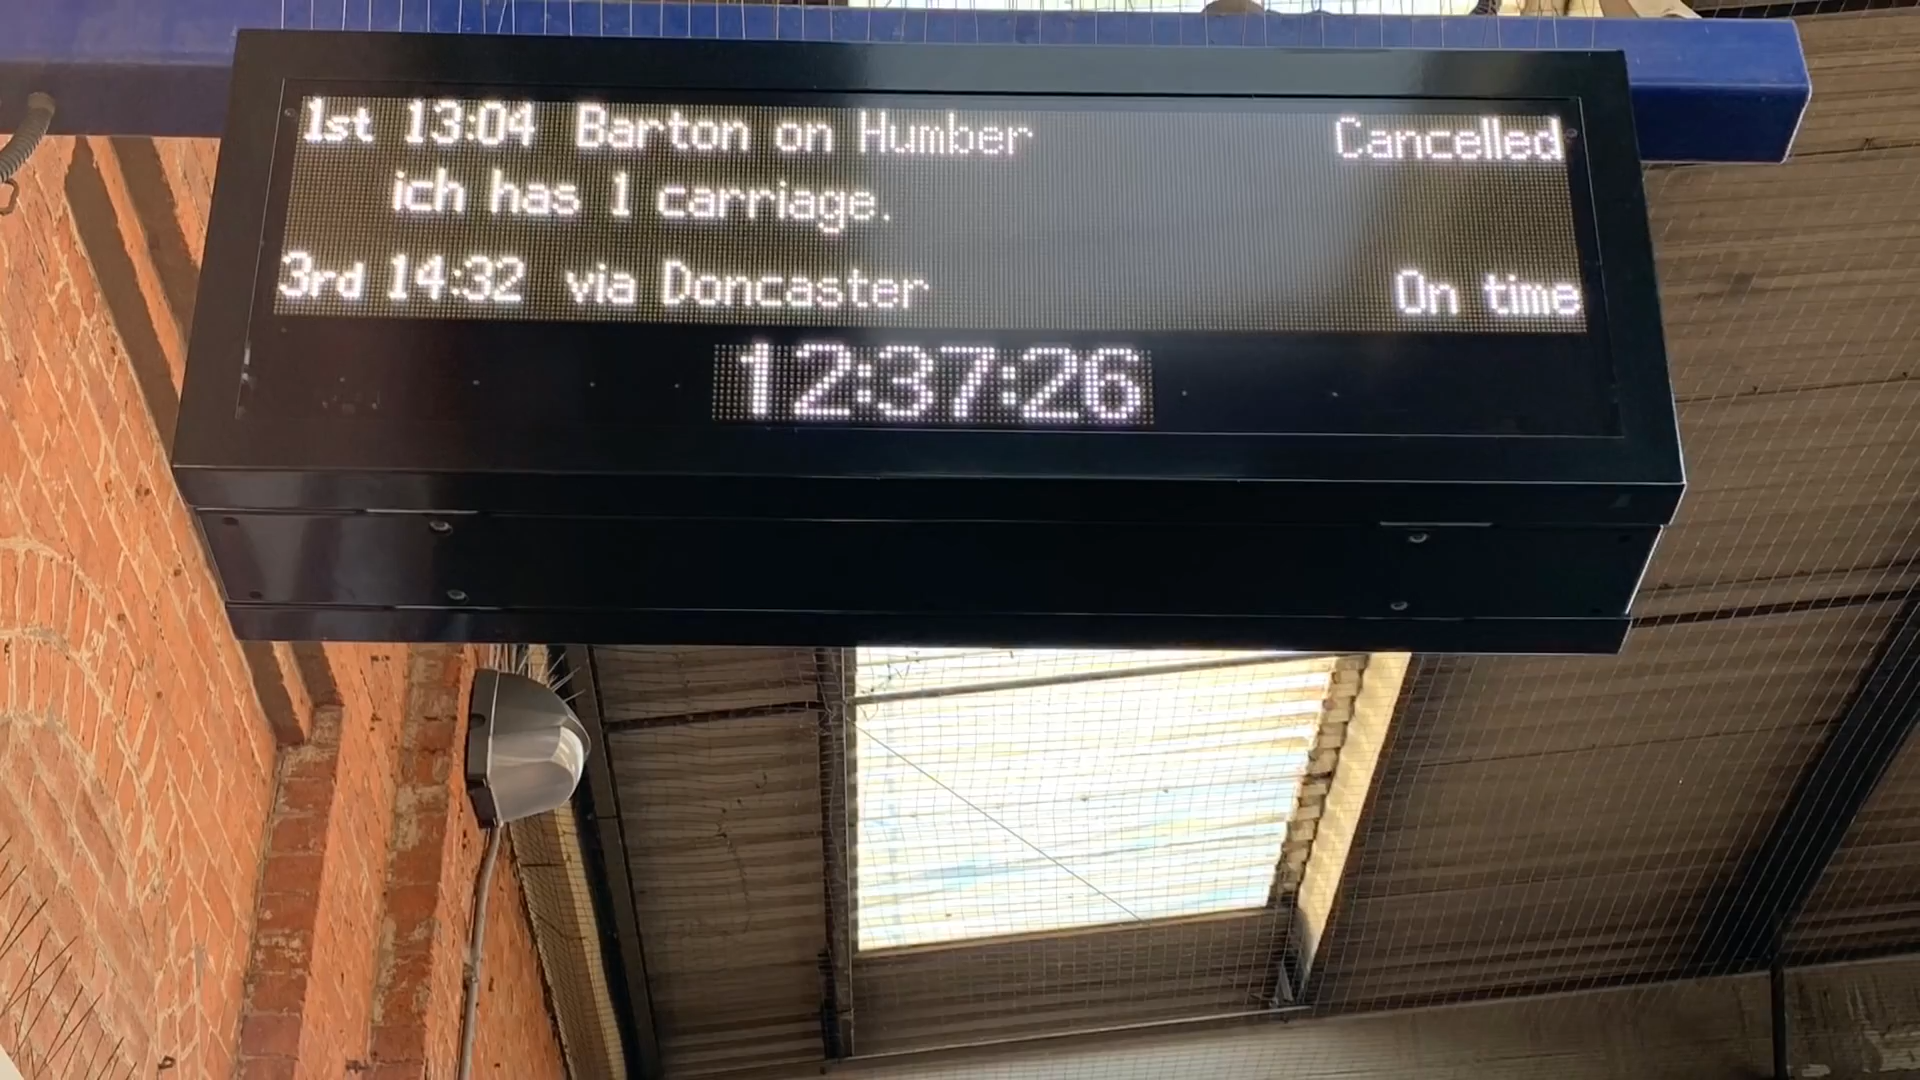 1st 13:04 Barton on Humber Cancelled
ich has 1 carriage.
3rd 14:32 via Doncaster On time
12:37:26